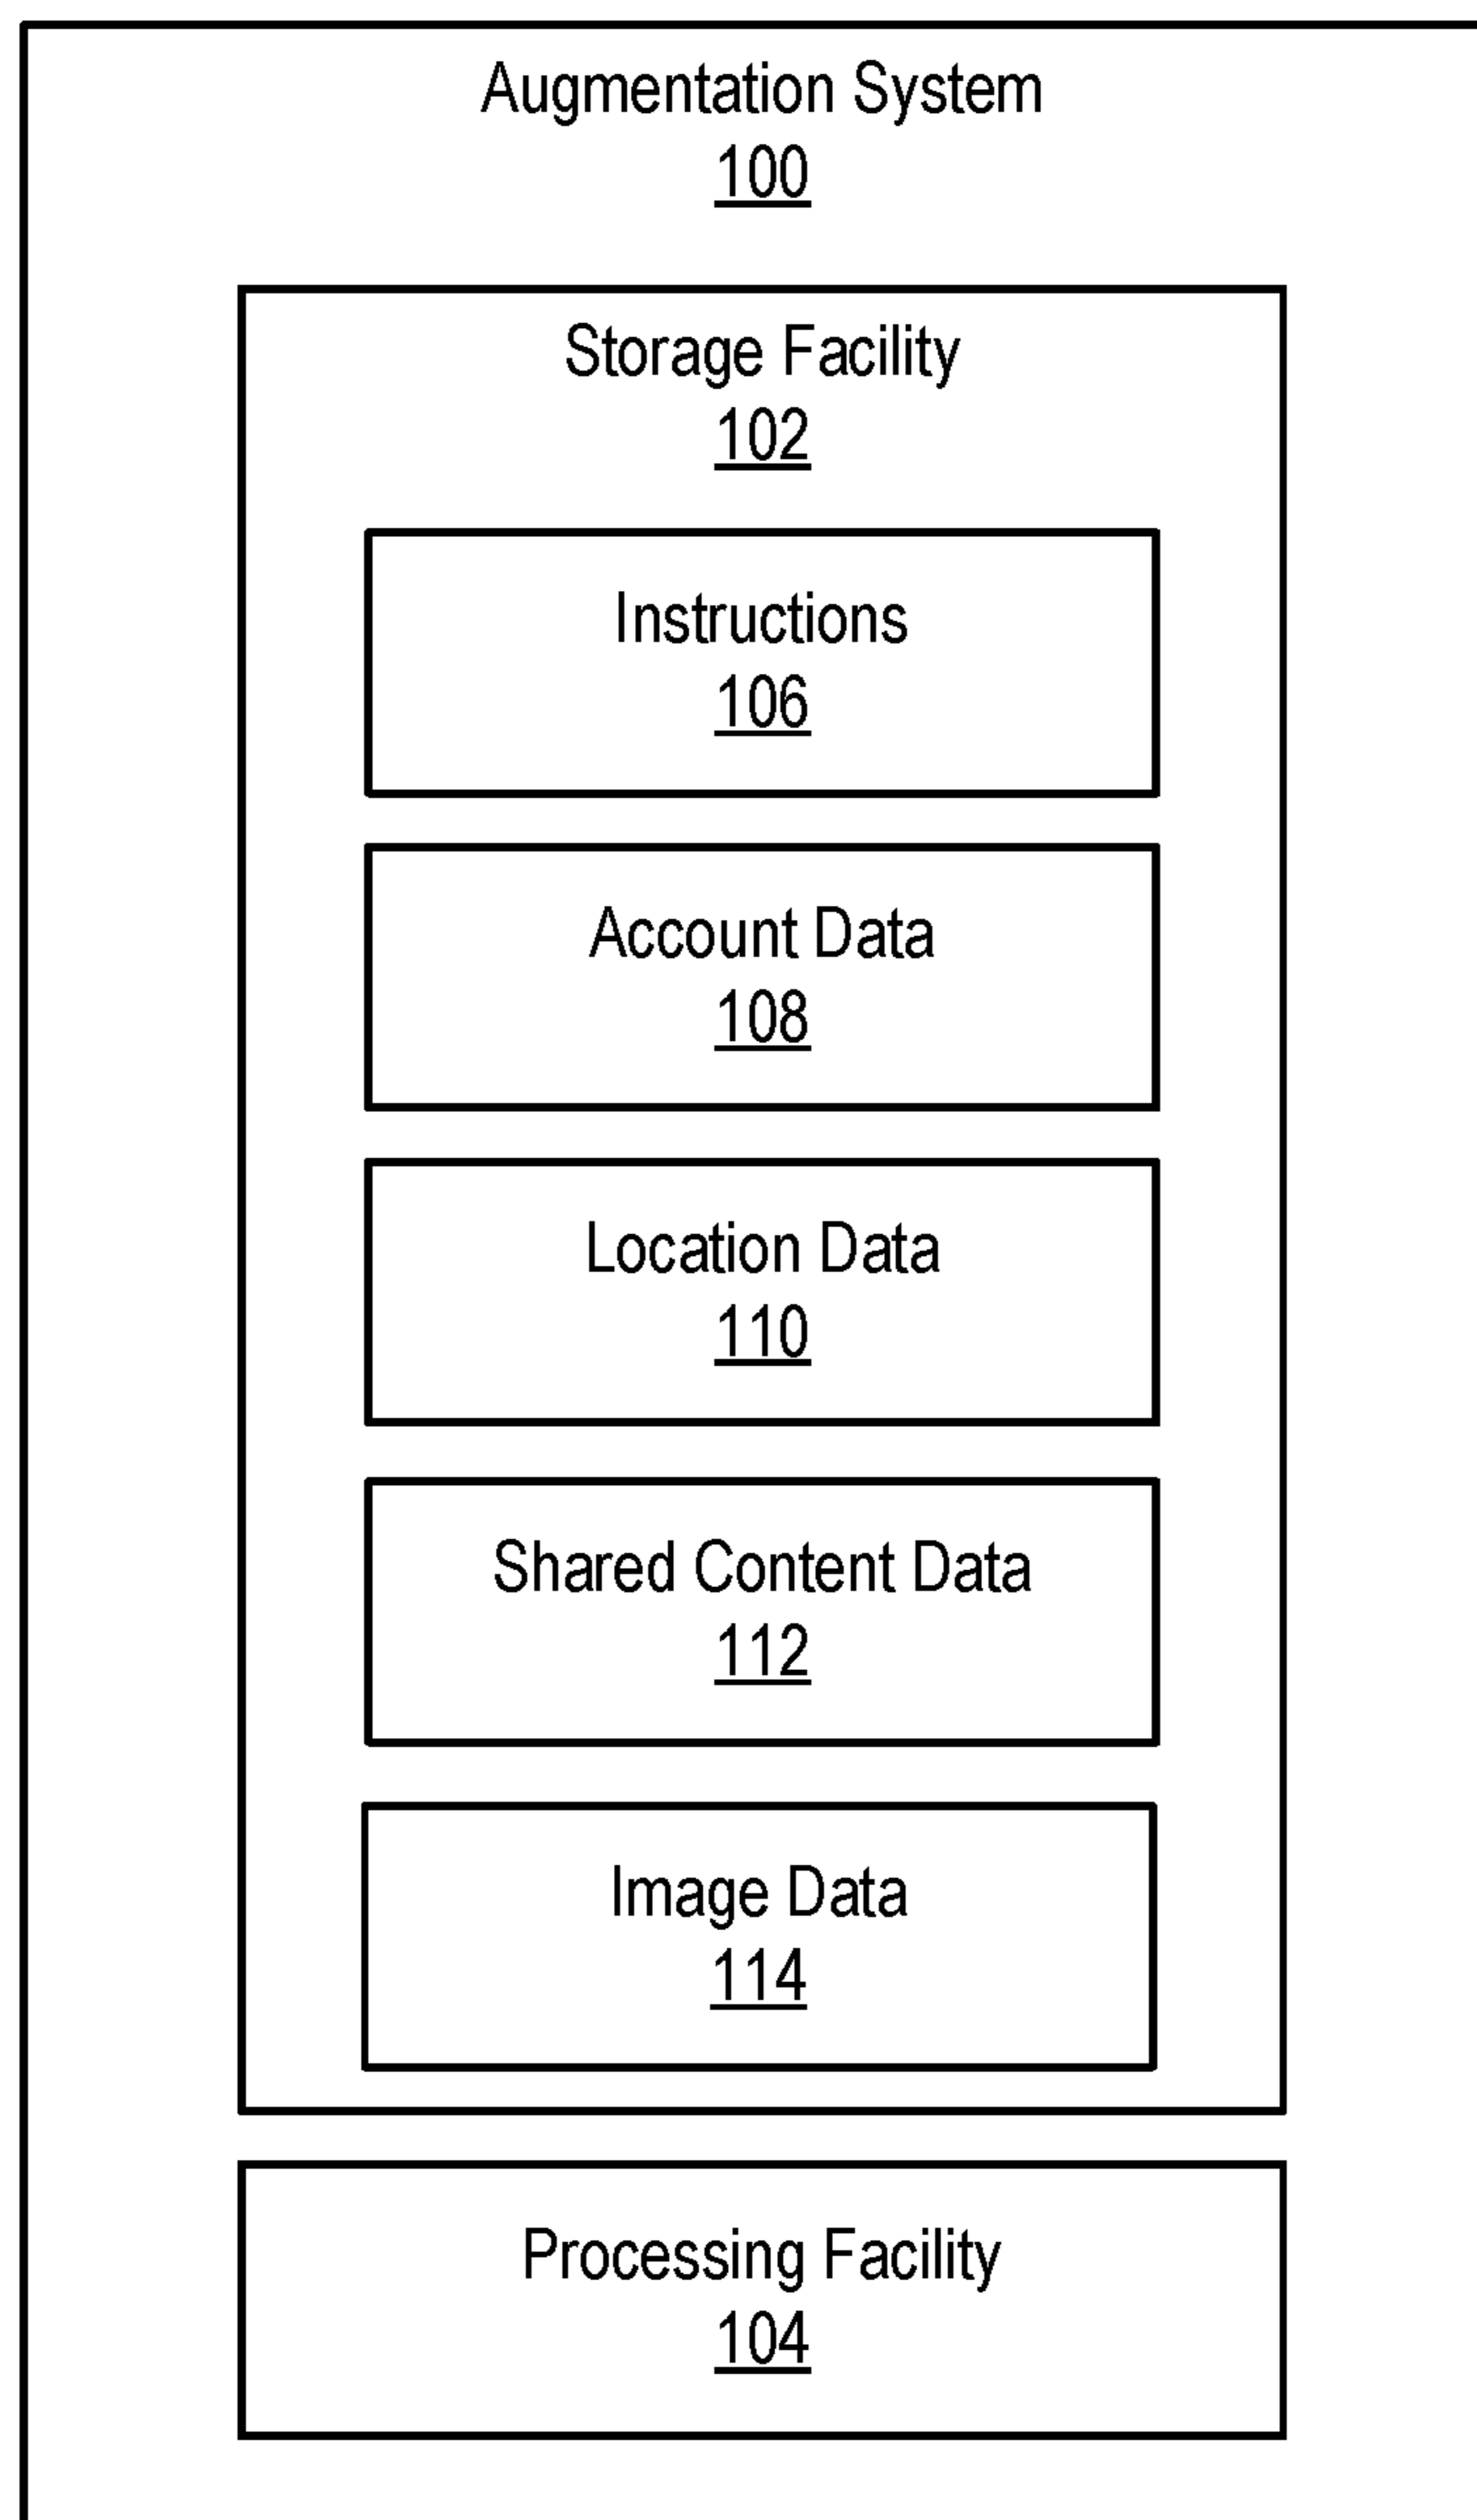 Augmentation System
100
Storage Facility
102
Instructions
106
Account Data
108
Location Data
110
Shared Content Data
112
Image Data
114
Processing Facility
104